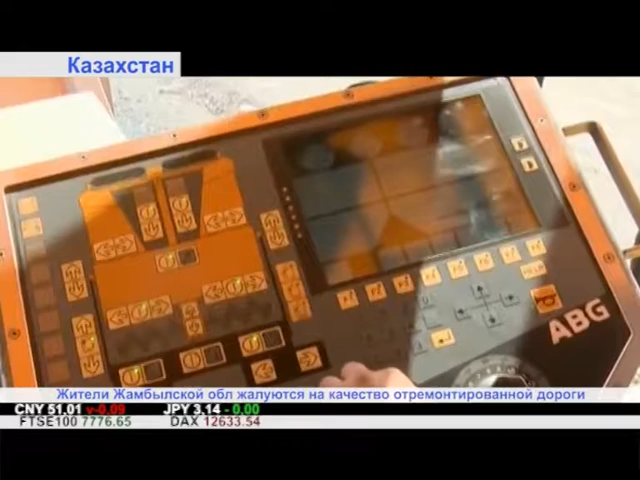 Казахстан
HELP
ABG
Жители Жамбылской обл жалуются на качество отремонтированной дороги
CNY 51.01 v-0,09 JPY 3.14 - 0,00
FTSE100 7776.65 DAX 12633.54